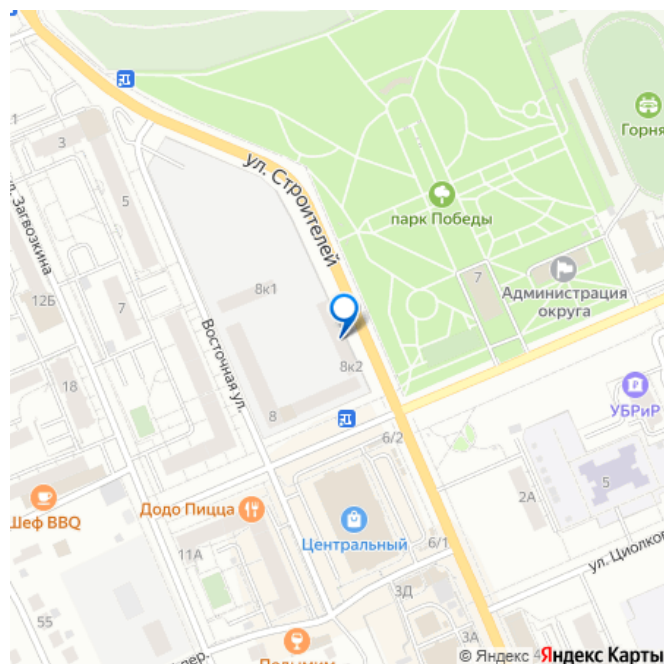 Горня
3
ул. Строителей
ул. Загвозкина
5
парк Победы
7
Администрация
округа
8к1
12Б
7
Восточная ул.
8к2
18
УБРиР
8
6/2
5
2А
Шеф BBQ
Додо Пицца
Центральный
11А
6/1
ул. Циолков
3Д
55
пер.
3А
4
© Яндекс Яндекс Карты